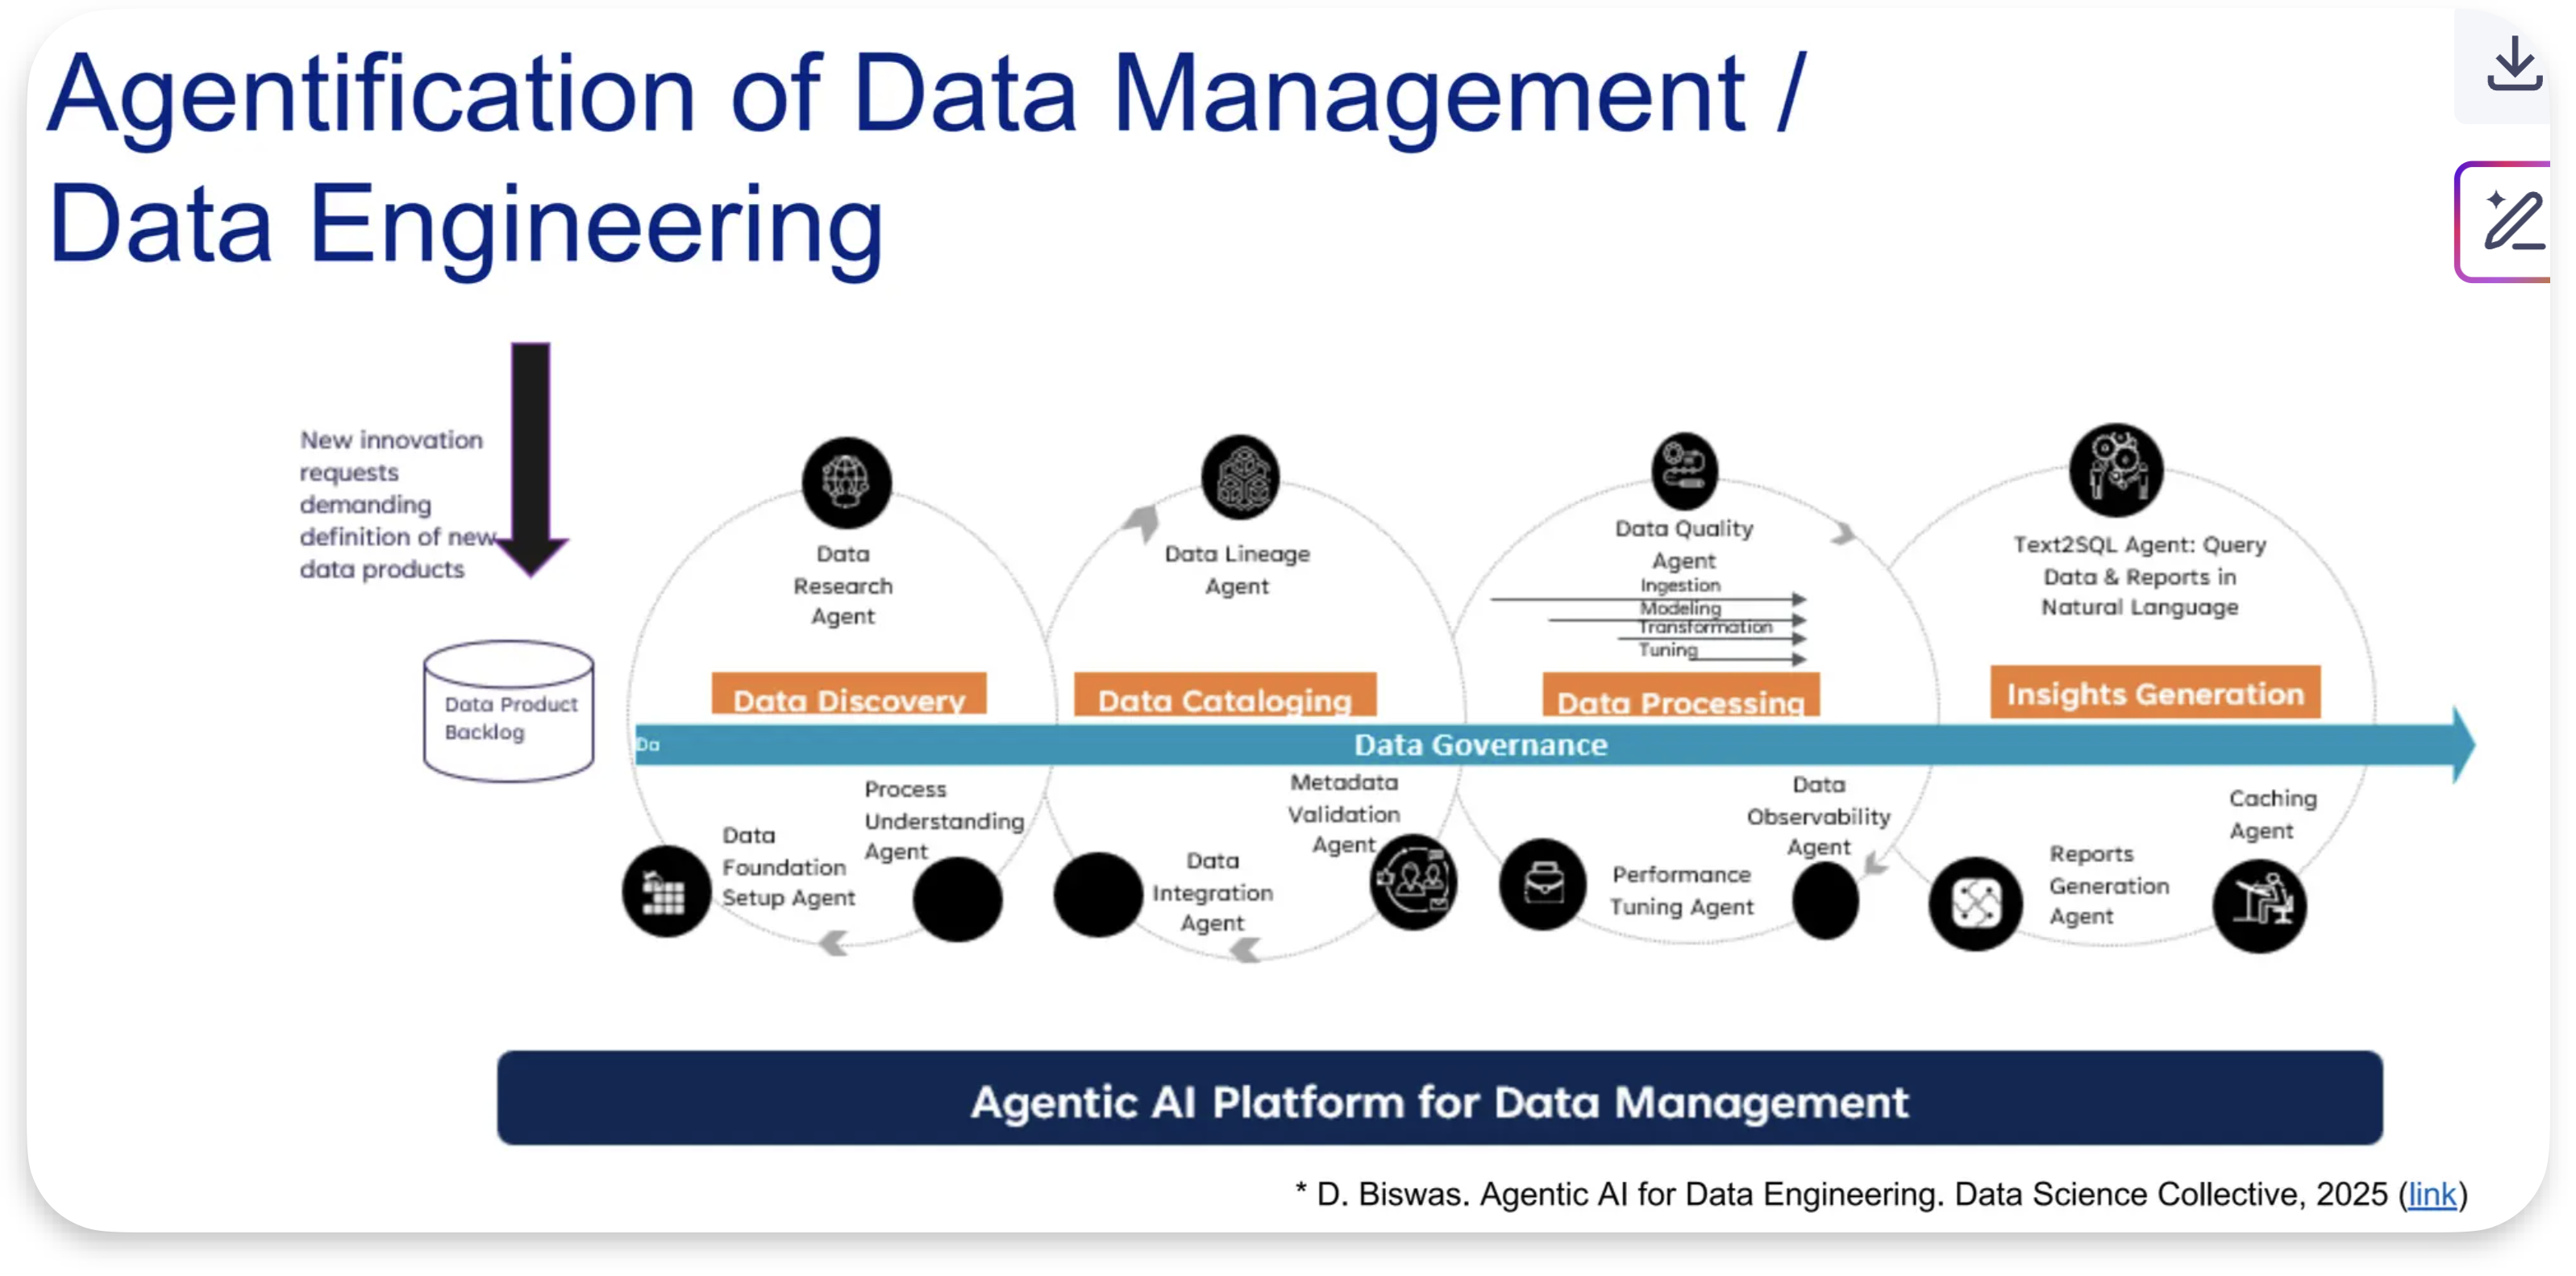 Agentification of Data Management /
Data Engineering
New innovation
requests
demanding
definition of new
data products
Data Product
Backlog
Data
Research
Agent
Data Discovery
Process
Understanding
Agent
Data
Foundation
Setup Agent
Data Lineage
Agent
Data Cataloging
Metadata
Validation
Agent
Data
Integration
Agent
Data Quality
Agent
Ingestion
Modeling
Transformation
Tuning
Data Processing
Data
Observability
Agent
Performance
Tuning Agent
Text2SQL Agent: Query
Data & Reports in
Natural Language
Insights Generation
Caching
Agent
Reports
Generation
Agent
Da
Data Governance
Agentic AI Platform for Data Management
* D. Biswas. Agentic AI for Data Engineering. Data Science Collective, 2025 (link)